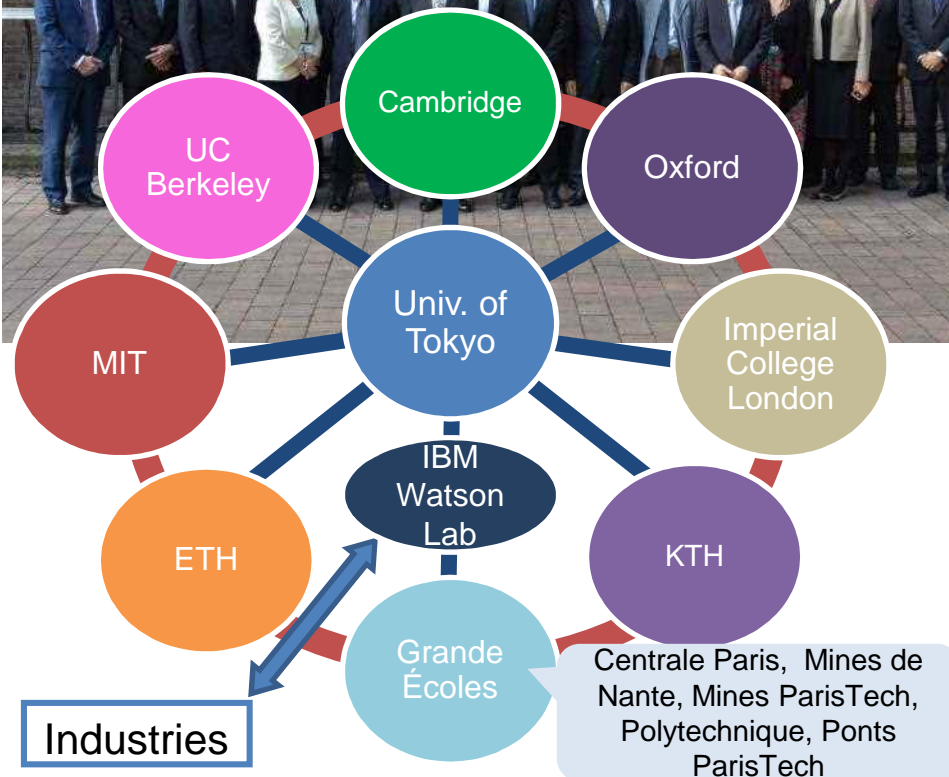 Cambridge
UC
Berkeley
Oxford
Univ. of
Tokyo
MIT
Imperial
College
London
IBM
Watson
Lab
ETH
KTH
Grande
Écoles
Centrale Paris, Mines de
Nante, Mines ParisTech,
Polytechnique, Ponts
ParisTech
Industries